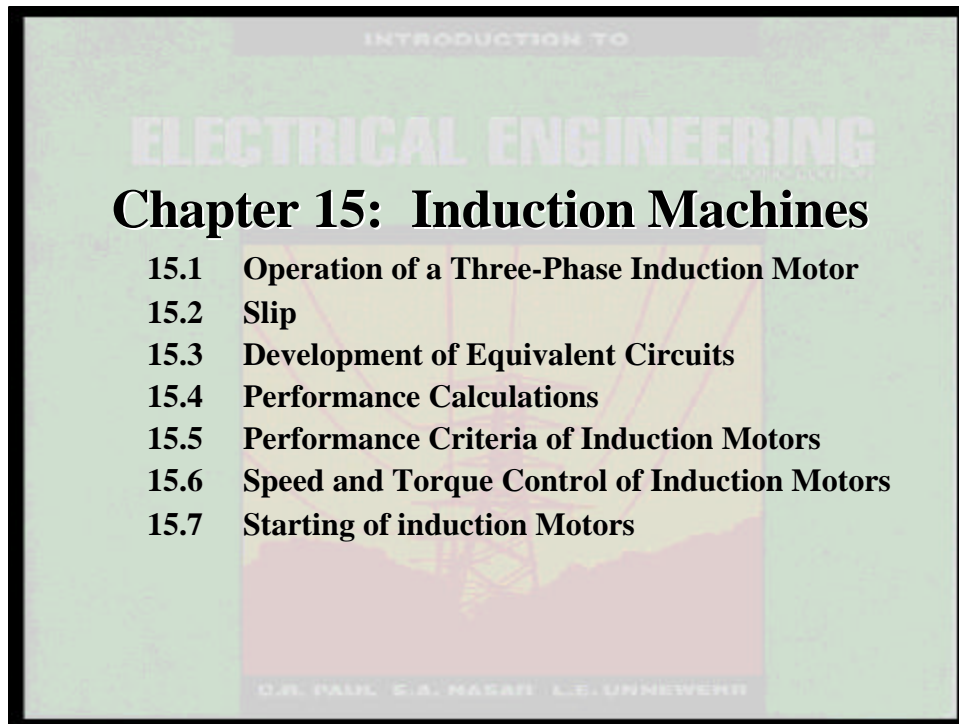 INTRODUCTION TO
ELECTRICAL ENGINEERING
Chapter 15: Induction Machines
15.1 Operation of a Three-Phase Induction Motor
15.2 Slip
15.3 Development of Equivalent Circuits
15.4 Performance Calculations
15.5 Performance Criteria of Induction Motors
15.6 Speed and Torque Control of Induction Motors
15.7 Starting of induction Motors
C.R. PAUL S.A. NASAR L.E. UNNEWEHR